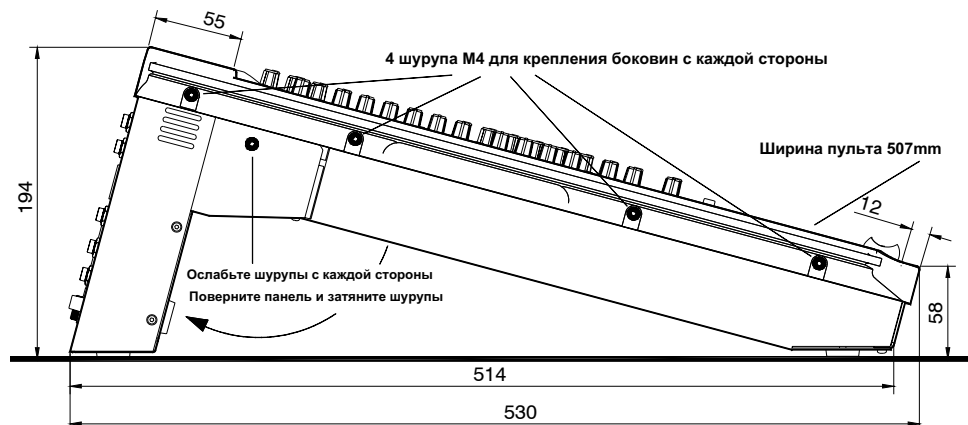 55
4 шурупа М4 для крепления боковин с каждой стороны
Ширина пульта 507mm
194
12
Ослабьте шурупы с каждой стороны
Поверните панель и затяните шурупы
58
514
530